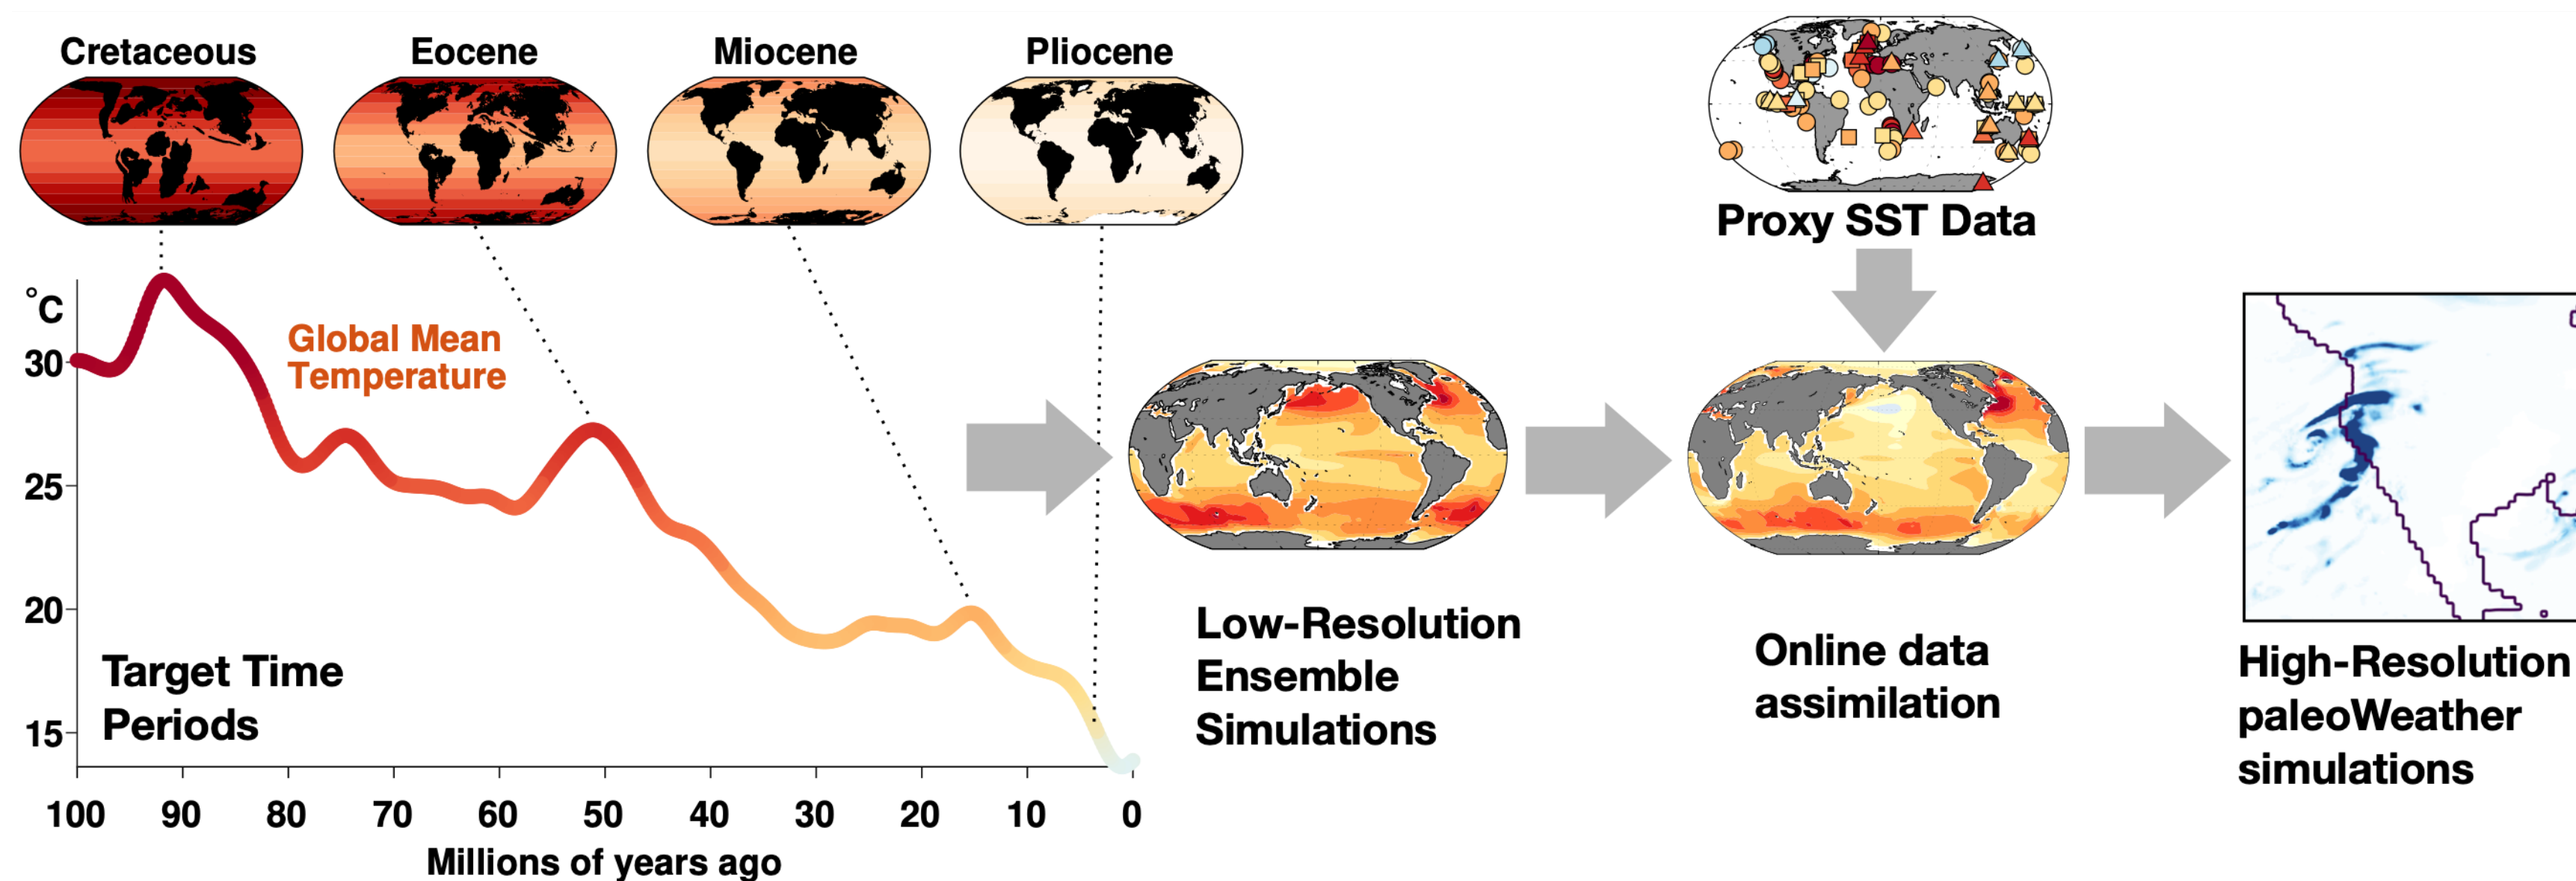 Cretaceous
Eocene
Miocene
Pliocene
°C
30
25
20
15
Global Mean
Temperature
Target Time
Periods
100
90
80
70
60
50
40
30
20
10
0
Millions of years ago
Low-Resolution
Ensemble
Simulations
Proxy SST Data
Online data
assimilation
High-Resolution
paleoWeather
simulations